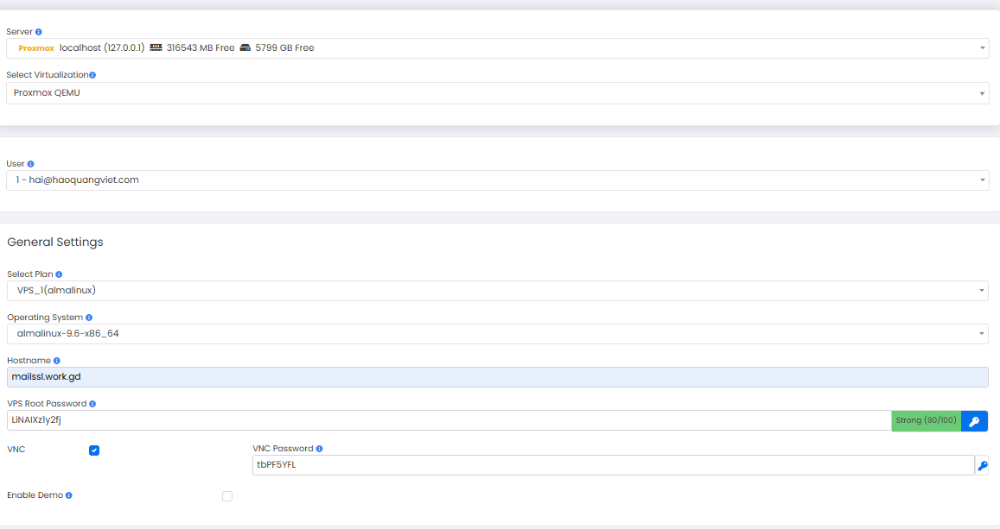 Server
Proxmox localhost (127.0.0.1) 316543 MB Free 5799 GB Free
Select Virtualization
Proxmox QEMU
User
1 - hai@haoquangviet.com
General Settings
Select Plan
VPS_1(almalinux)
Operating System
almalinux-9.6-x86_64
Hostname
mailssl.work.gd
VPS Root Password
LiNAIXz1y2fj Strong (90/100)
VNC VNC Password
tbPF5YFL
Enable Demo